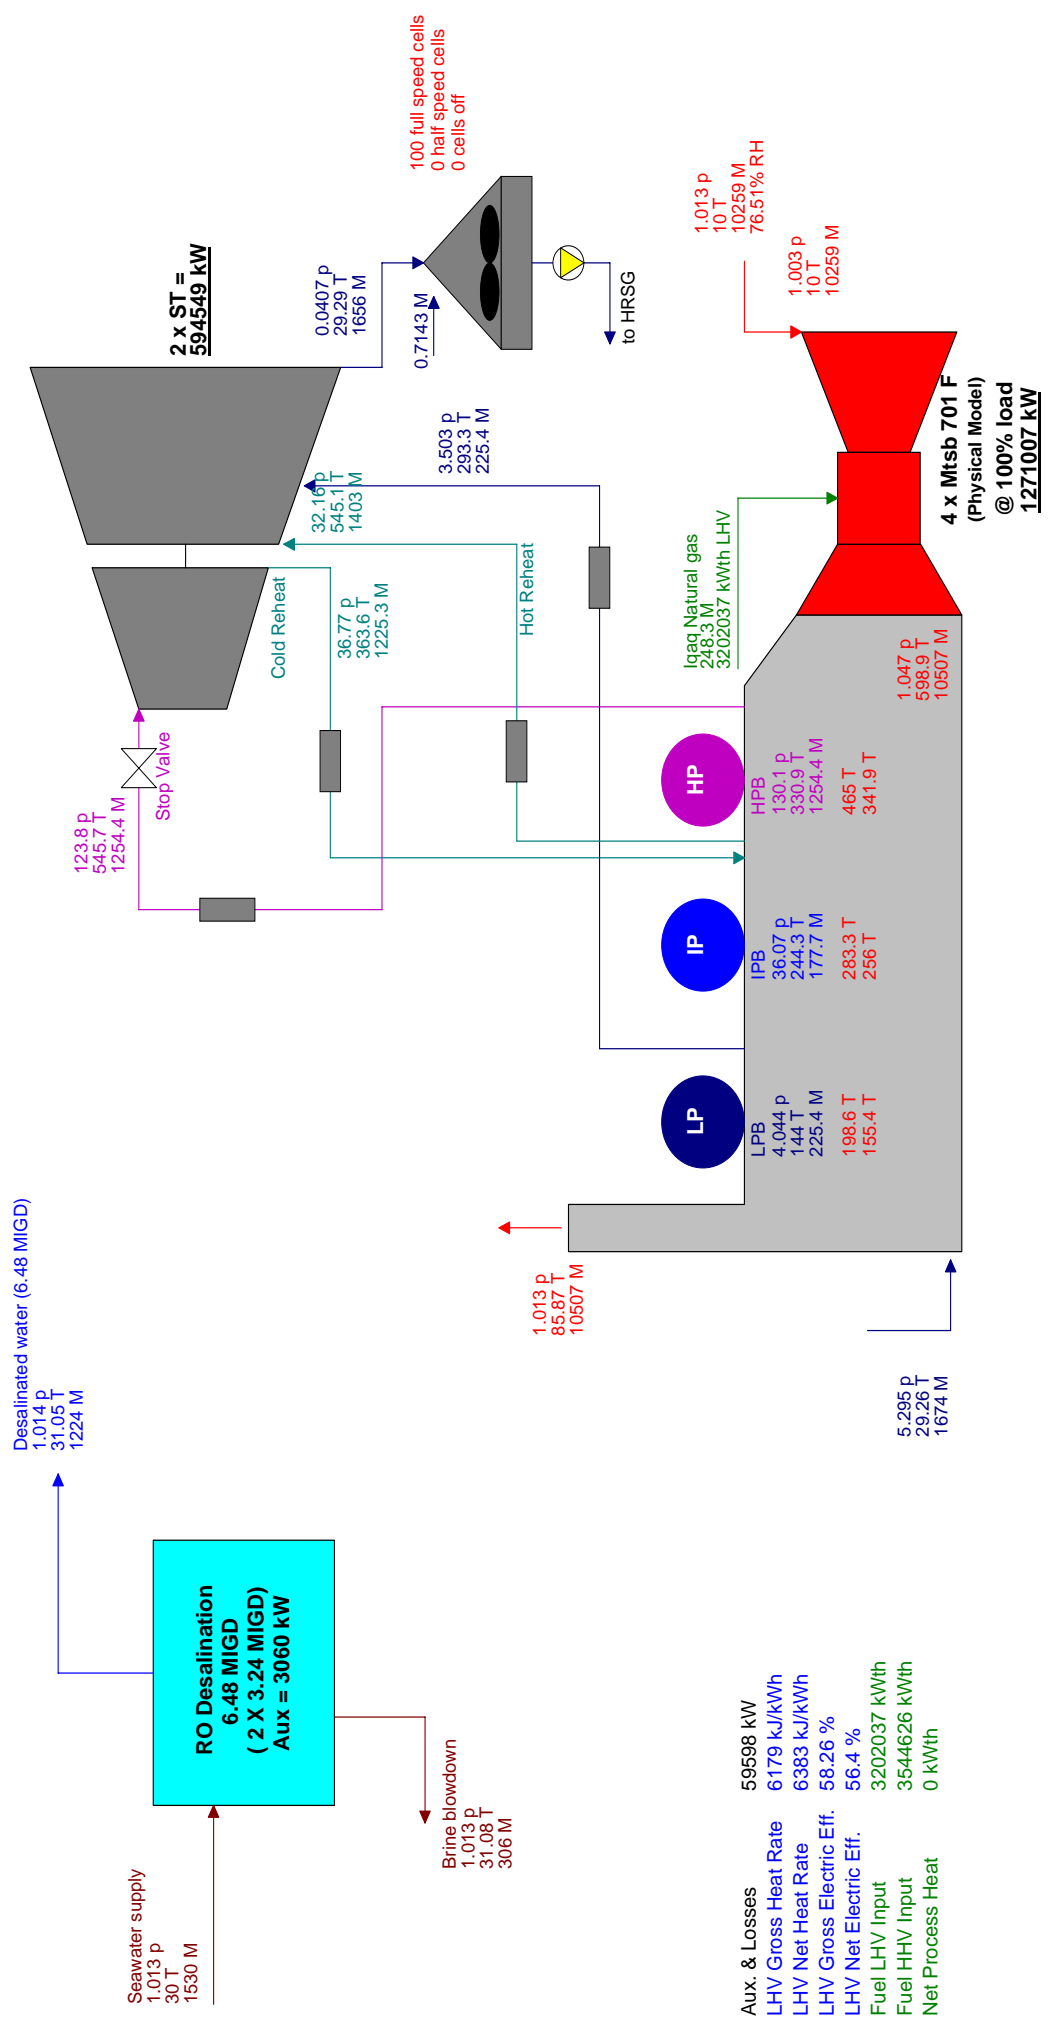 Desalinated water (6.48 MIGD)
1.014 p
31.05 T
1224 M
Seawater supply
1.013 p
30 T
1530 M
RO Desalination
6.48 MIGD
( 2 X 3.24 MIGD)
Aux = 3060 kW
Brine blowdown
1.013 p
31.08 T
306 M
123.8 p
545.7 T
1254.4 M
Stop Valve
2 x ST =
594549 kW
Cold Reheat
36.77 p
363.6 T
1225.3 M
32.16 p
545.1 T
1403 M
Hot Reheat
0.0407 p
29.29 T
1656 M
0.7143 M
100 full speed cells
0 half speed cells
0 cells off
to HRSG
3.503 p
293.3 T
225.4 M
1.013 p
85.87 T
10507 M
LP
LPB
4.044 p
144 T
225.4 M
198.6 T
155.4 T
IP
IPB
36.07 p
244.3 T
177.7 M
283.3 T
256 T
HP
HPB
130.1 p
330.9 T
1254.4 M
465 T
341.9 T
Iqaq Natural gas
248.3 M
3202037 kWth LHV
1.013 p
10 T
10259 M
76.51% RH
1.003 p
10 T
10259 M
1.047 p
598.9 T
10507 M
4 x Mtsb 701 F
(Physical Model)
@ 100% load
1271007 kW
5.295 p
29.26 T
1674 M
Aux. & Losses 59598 kW
LHV Gross Heat Rate 6179 kJ/kWh
LHV Net Heat Rate 6383 kJ/kWh
LHV Gross Electric Eff. 58.26 %
LHV Net Electric Eff. 56.4 %
Fuel LHV Input 3202037 kWth
Fuel HHV Input 3544626 kWth
Net Process Heat 0 kWth